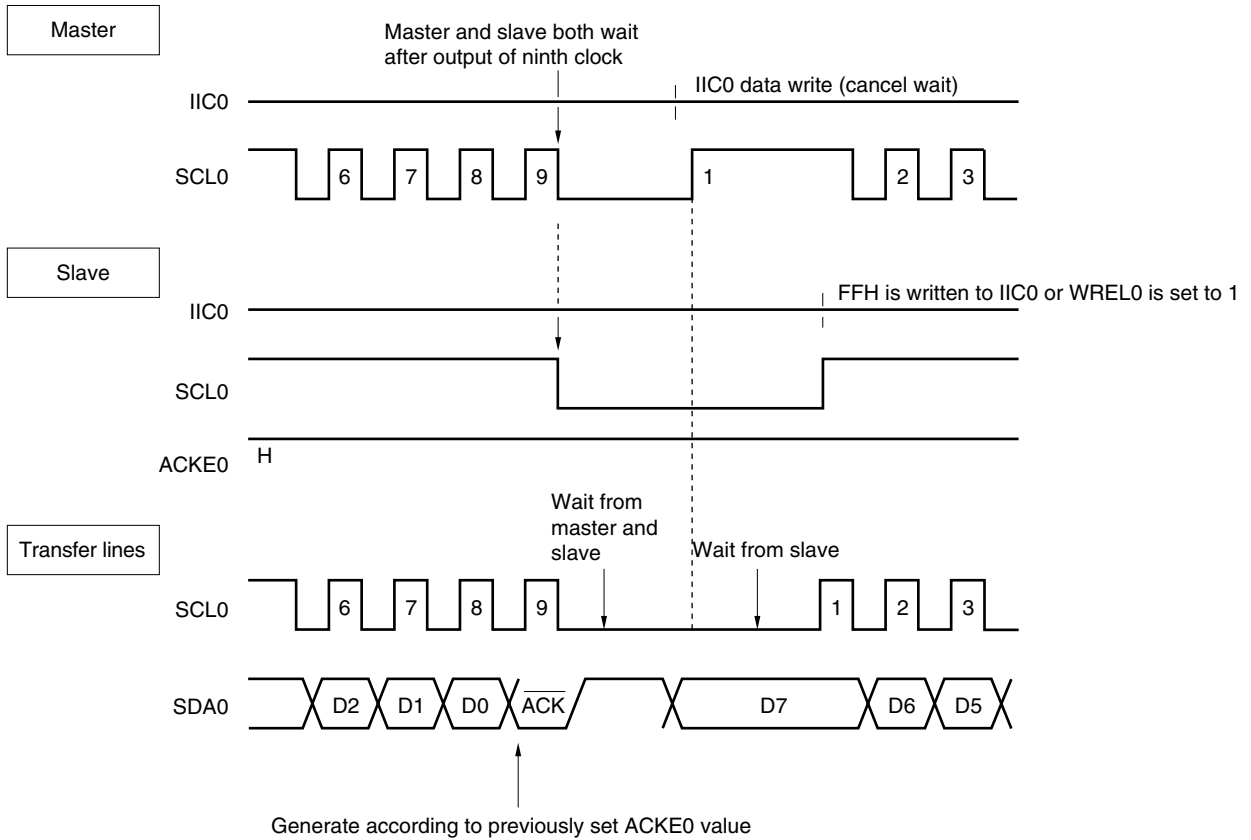 Master
Master and slave both wait
after output of ninth clock
IIC0 data write (cancel wait)
IIC0
SCL0
6 7 8 9 1 2 3
Slave
FFH is written to IIC0 or WREL0 is set to 1
IIC0
SCL0
H
ACKE0
Wait from
master and
slave
Wait from slave
Transfer lines
SCL0
6 7 8 9 1 2 3
SDA0
D2 D1 D0 ACK D7 D6 D5
Generate according to previously set ACKE0 value